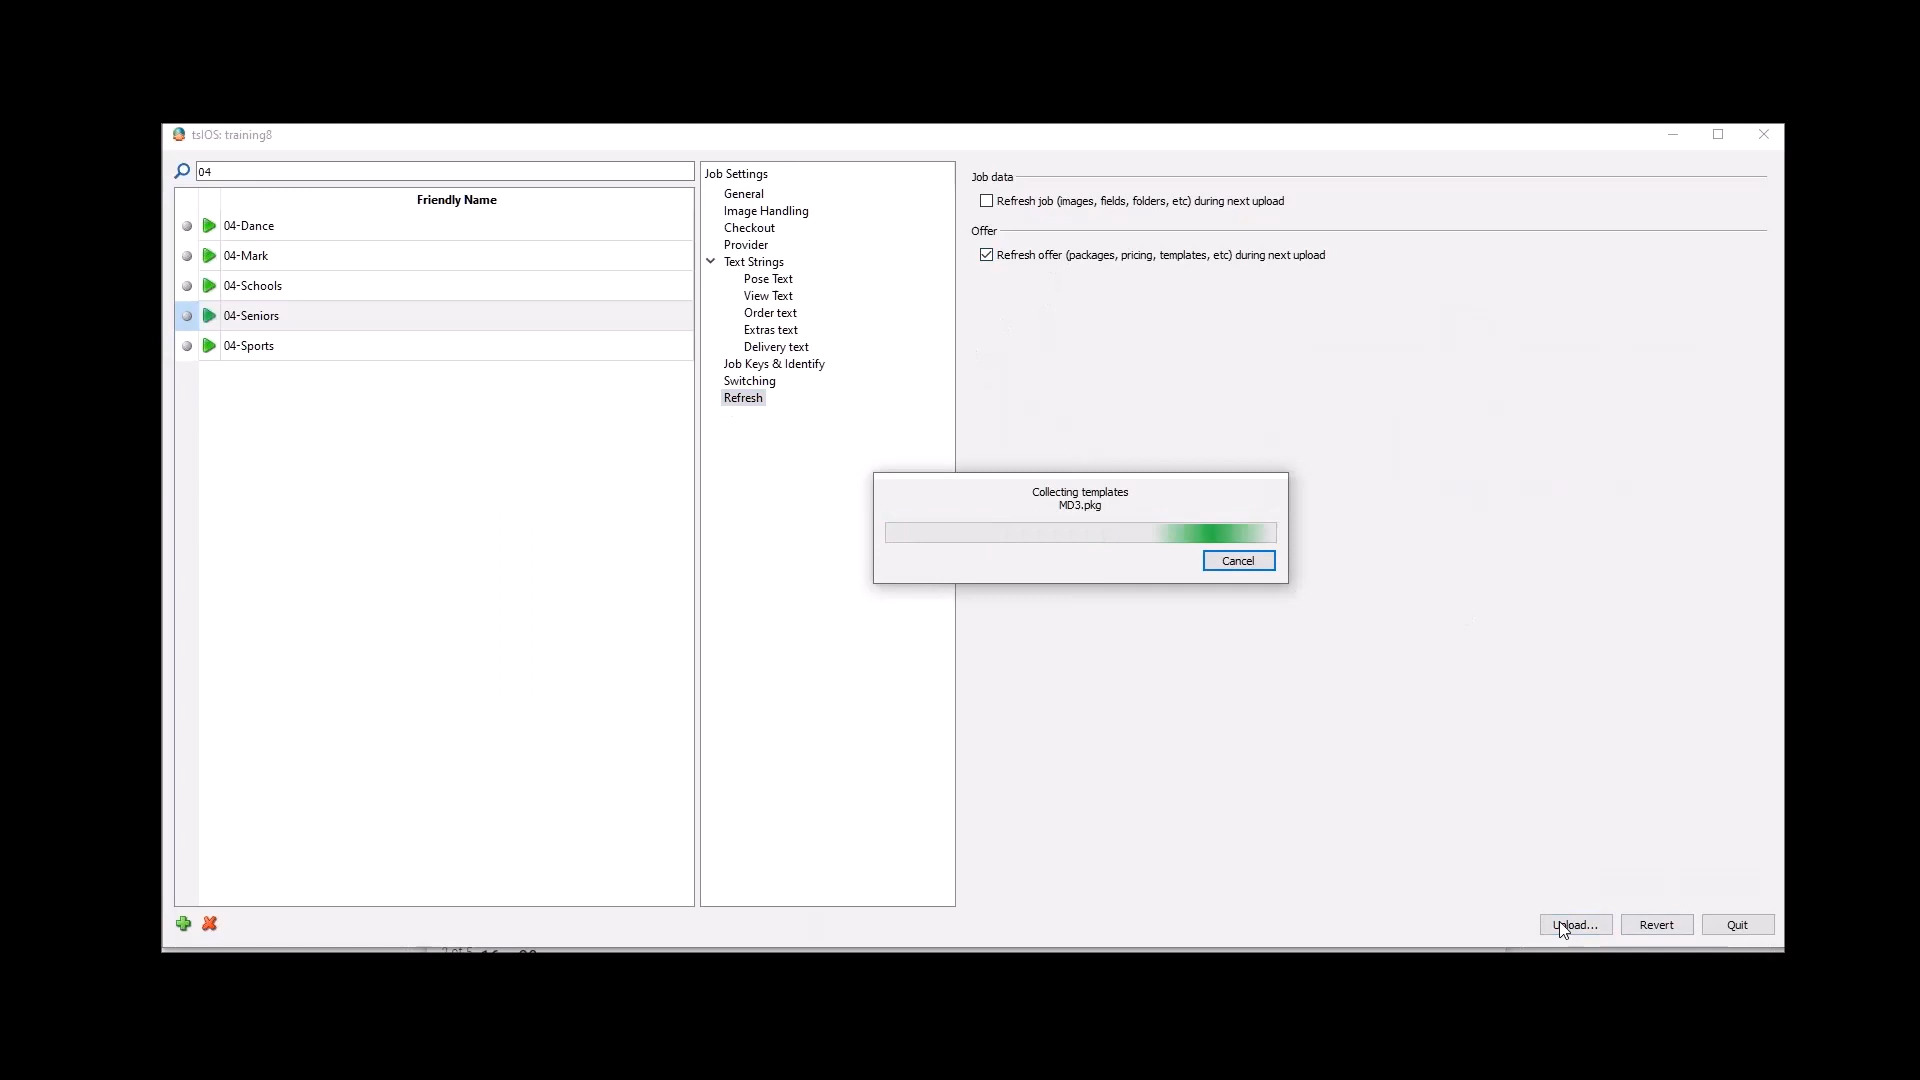 tsIOS: training8
04
Friendly Name
04-Dance
04-Mark
04-Schools
04-Seniors
04-Sports
Job Settings
General
Image Handling
Checkout
Provider
Text Strings
Pose Text
View Text
Order text
Extras text
Delivery text
Job Keys & Identify
Switching
Refresh
Job data
Refresh job (images, fields, folders, etc) during next upload
Offer
Refresh offer (packages, pricing, templates, etc) during next upload
Collecting templates
MD3.pkg
Cancel
Upload...
Revert
Quit